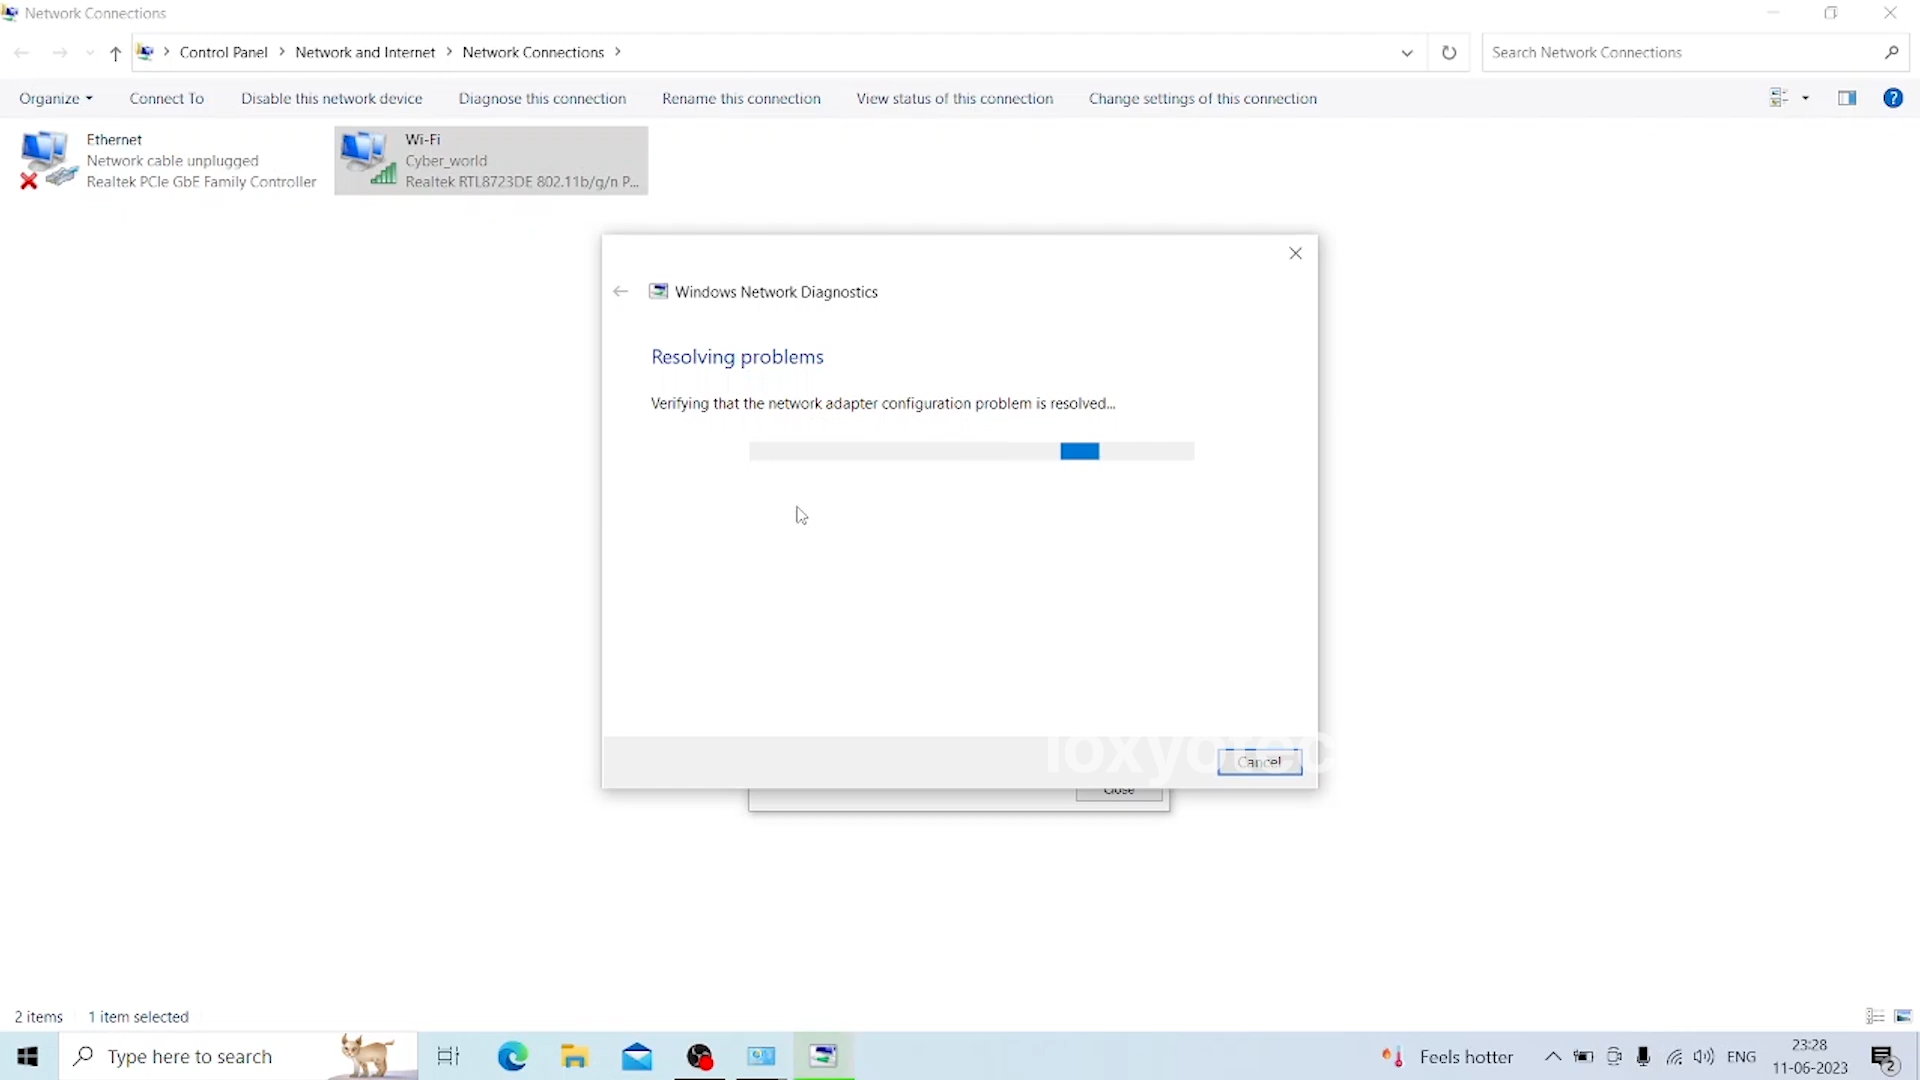 Network Connections
Control Panel > Network and Internet > Network Connections >
Search Network Connections
Organize
Connect To
Disable this network device
Diagnose this connection
Rename this connection
View status of this connection
Change settings of this connection
Ethernet
Network cable unplugged
Realtek PCIe GbE Family Controller
Wi-Fi
Cyber_world
Realtek RTL8723DE 802.11b/g/n P...
Windows Network Diagnostics
Resolving problems
Verifying that the network adapter configuration problem is resolved...
Cancel
Close
2 items
1 item selected
Type here to search
Feels hotter
ENG
23:28
11-06-2023
2